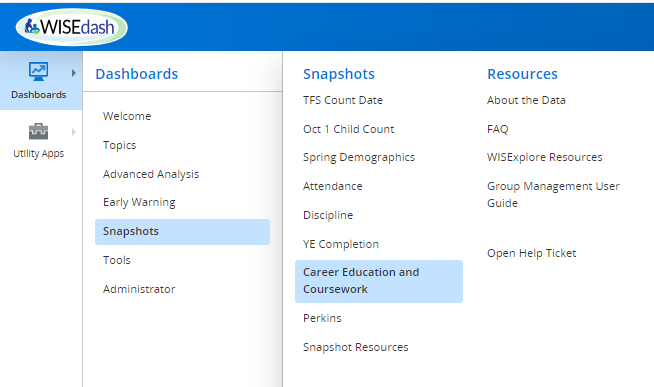 WISEdash
Dashboards
Utility Apps
Dashboards
Welcome
Topics
Advanced Analysis
Early Warning
Snapshots
Tools
Administrator
Snapshots
TFS Count Date
Oct 1 Child Count
Spring Demographics
Attendance
Discipline
YE Completion
Career Education and
Coursework
Perkins
Snapshot Resources
Resources
About the Data
FAQ
WISExplore Resources
Group Management User
Guide
Open Help Ticket